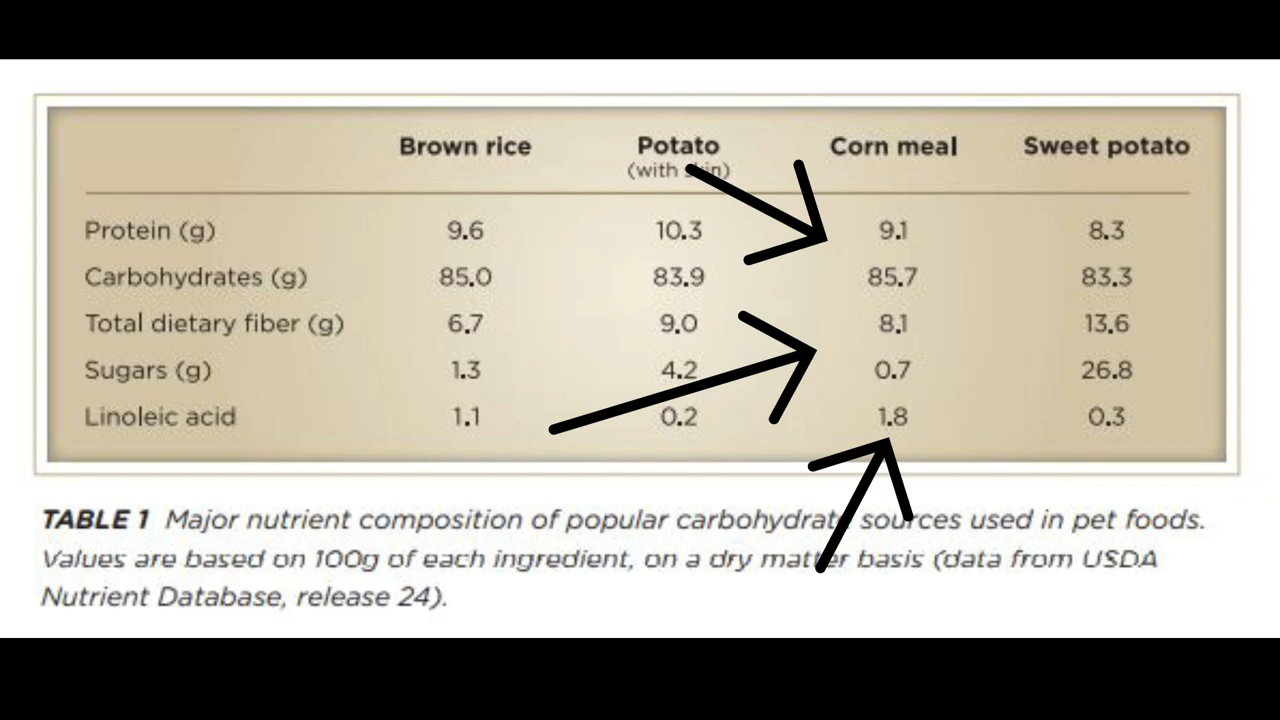 Brown rice Potato Corn meal Sweet potato
(with skin)
Protein (g) 9.6 10.3 9.1 8.3
Carbohydrates (g) 85.0 83.9 85.7 83.3
Total dietary fiber (g) 6.7 9.0 8.1 13.6
Sugars (g) 1.3 4.2 0.7 26.8
Linoleic acid 1.1 0.2 1.8 0.3
TABLE 1 Major nutrient composition of popular carbohydrate sources used in pet foods.
Values are based on 100g of each ingredient, on a dry matter basis (data from USDA
Nutrient Database, release 24).